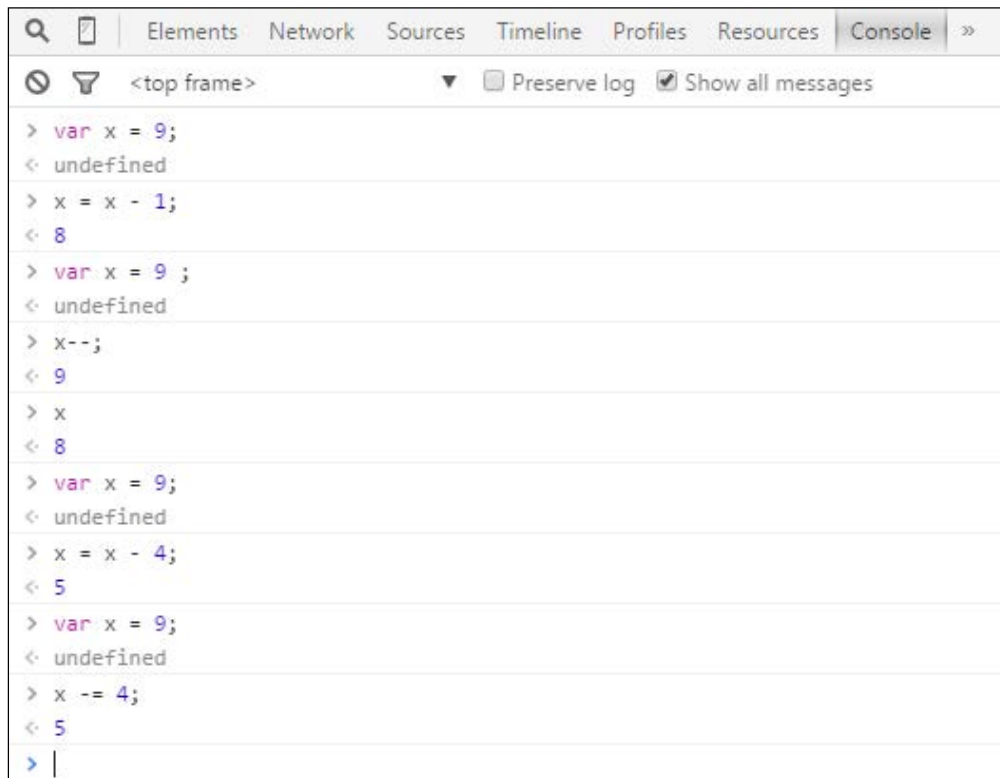 Elements Network Sources Timeline Profiles Resources Console »
<top frame> ▼ Preserve log Show all messages
> var x = 9;
<· undefined
> x = x - 1;
<· 8
> var x = 9 ;
<· undefined
> x--;
<· 9
> x
<· 8
> var x = 9;
<· undefined
> x = x - 4;
<· 5
> var x = 9;
<· undefined
> x -= 4;
<· 5
>